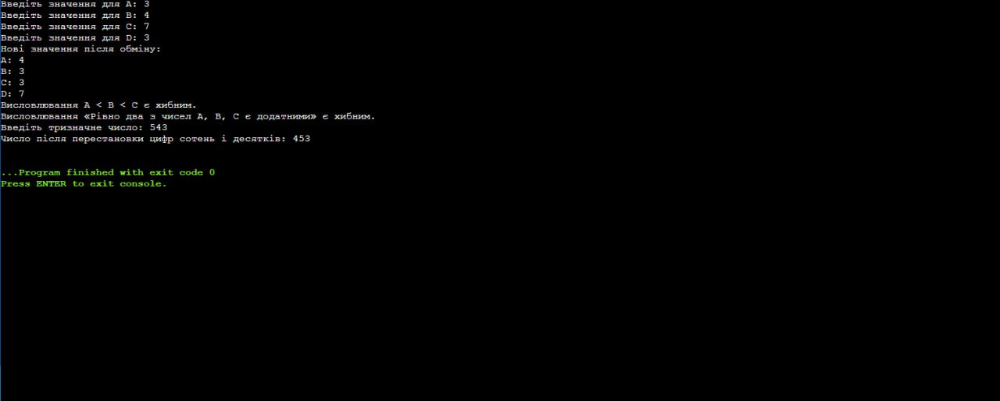 Введіть значення для A: 3
Введіть значення для B: 4
Введіть значення для C: 7
Введіть значення для D: 3
Нові значення після обміну:
A: 4
B: 3
C: 3
D: 7
Висловлювання A < B < C є хибним.
Висловлювання «Рівно два з чисел A, B, C є додатними» є хибним.
Введіть тризначне число: 543
Число після перестановки цифр сотень і десятків: 453
...Program finished with exit code 0
Press ENTER to exit console.